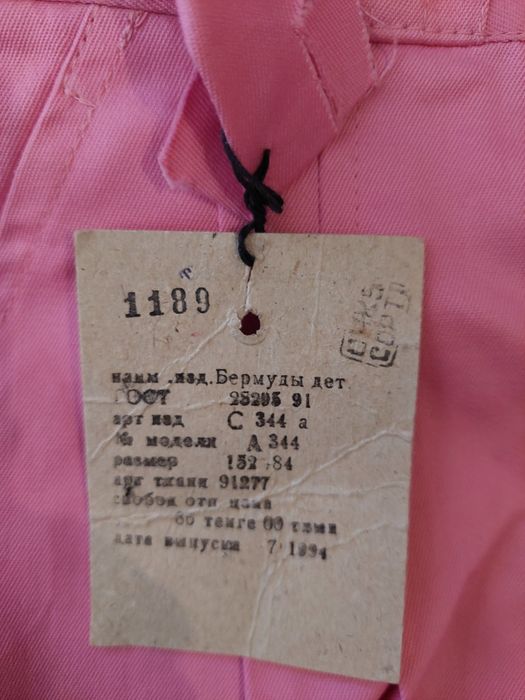 1189
наим .изд. Бермуды дет
ГОСТ 25295 91
арт изд С 344 а
№ модели А 344
размер 152 84
арт ткани 91277
свобод отп цена
60 тенге 00 тиын
дата выпуска 7 1994